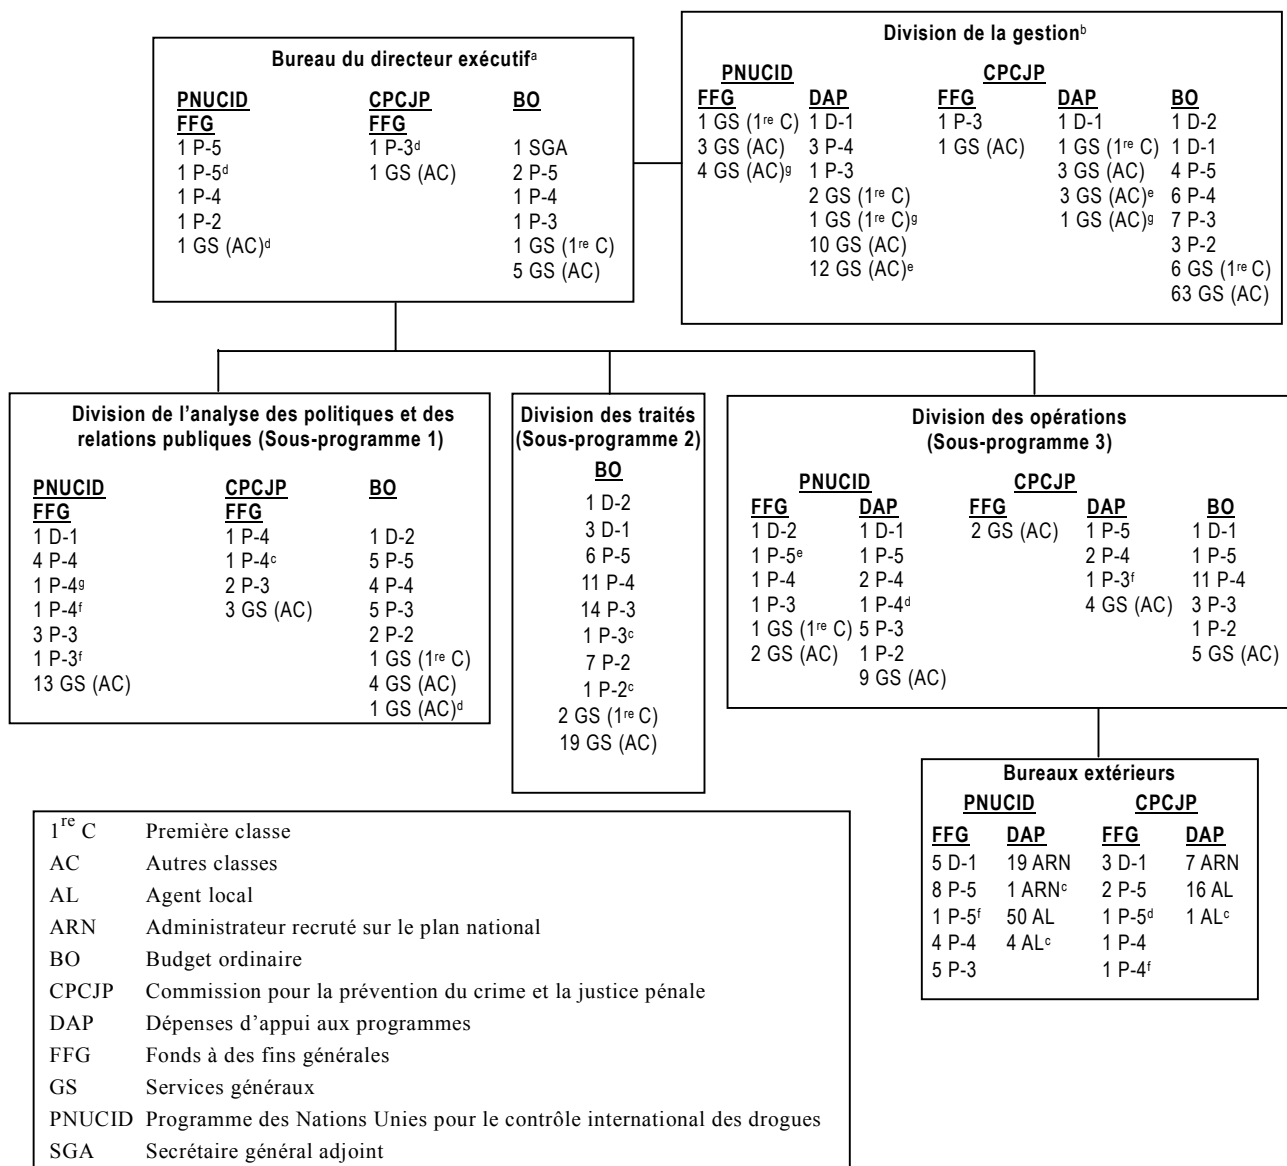 Bureau du directeur exécutifᵃ
PNUCID CPCJP BO
FFG FFG
1 P-5 1 P-3ᵈ 1 SGA
1 P-5ᵈ 1 GS (AC) 2 P-5
1 P-4 1 P-4
1 P-2 1 P-3
1 GS (AC)ᵈ 1 GS (1ʳᵉ C)
5 GS (AC)
Division de la gestionᵇ
PNUCID CPCJP
FFG DAP FFG DAP BO
1 GS (1ʳᵉ C) 1 D-1 1 P-3 1 D-1 1 D-2
3 GS (AC) 3 P-4 1 GS (AC) 1 GS (1ʳᵉ C) 1 D-1
4 GS (AC)ᵍ 1 P-3 3 GS (AC) 4 P-5
2 GS (1ʳᵉ C) 3 GS (AC)ᵉ 6 P-4
1 GS (1ʳᵉ C)ᵍ 1 GS (AC)ᵍ 7 P-3
10 GS (AC) 3 P-2
12 GS (AC)ᵉ 6 GS (1ʳᵉ C)
63 GS (AC)
Division de l’analyse des politiques et des
relations publiques (Sous-programme 1)
PNUCID CPCJP BO
FFG FFG
1 D-1 1 P-4 1 D-2
4 P-4 1 P-4ᶜ 5 P-5
1 P-4ᵍ 2 P-3 4 P-4
1 P-4ᶠ 3 GS (AC) 5 P-3
3 P-3 2 P-2
1 P-3ᶠ 1 GS (1ʳᵉ C)
13 GS (AC) 4 GS (AC)
1 GS (AC)ᵈ
Division des traités
(Sous-programme 2)
BO
1 D-2
3 D-1
6 P-5
11 P-4
14 P-3
1 P-3ᶜ
7 P-2
1 P-2ᶜ
2 GS (1ʳᵉ C)
19 GS (AC)
Division des opérations
(Sous-programme 3)
PNUCID CPCJP
FFG DAP FFG DAP BO
1 D-2 1 D-1 2 GS (AC) 1 P-5 1 D-1
1 P-5ᵉ 1 P-5 2 P-4 1 P-5
1 P-4 2 P-4 1 P-3ᶠ 11 P-4
1 P-3 1 P-4ᵈ 4 GS (AC) 3 P-3
1 GS (1ʳᵉ C) 5 P-3 1 P-2
2 GS (AC) 1 P-2 5 GS (AC)
9 GS (AC)
Bureaux extérieurs
PNUCID CPCJP
FFG DAP FFG DAP
5 D-1 19 ARN 3 D-1 7 ARN
8 P-5 1 ARNᶜ 2 P-5 16 AL
1 P-5ᶠ 50 AL 1 P-5ᵈ 1 ALᶜ
4 P-4 4 ALᶜ 1 P-4
5 P-3 1 P-4ᶠ
1ʳᵉ C Première classe
AC Autres classes
AL Agent local
ARN Administrateur recruté sur le plan national
BO Budget ordinaire
CPCJP Commission pour la prévention du crime et la justice pénale
DAP Dépenses d’appui aux programmes
FFG Fonds à des fins générales
GS Services généraux
PNUCID Programme des Nations Unies pour le contrôle international des drogues
SGA Secrétaire général adjoint